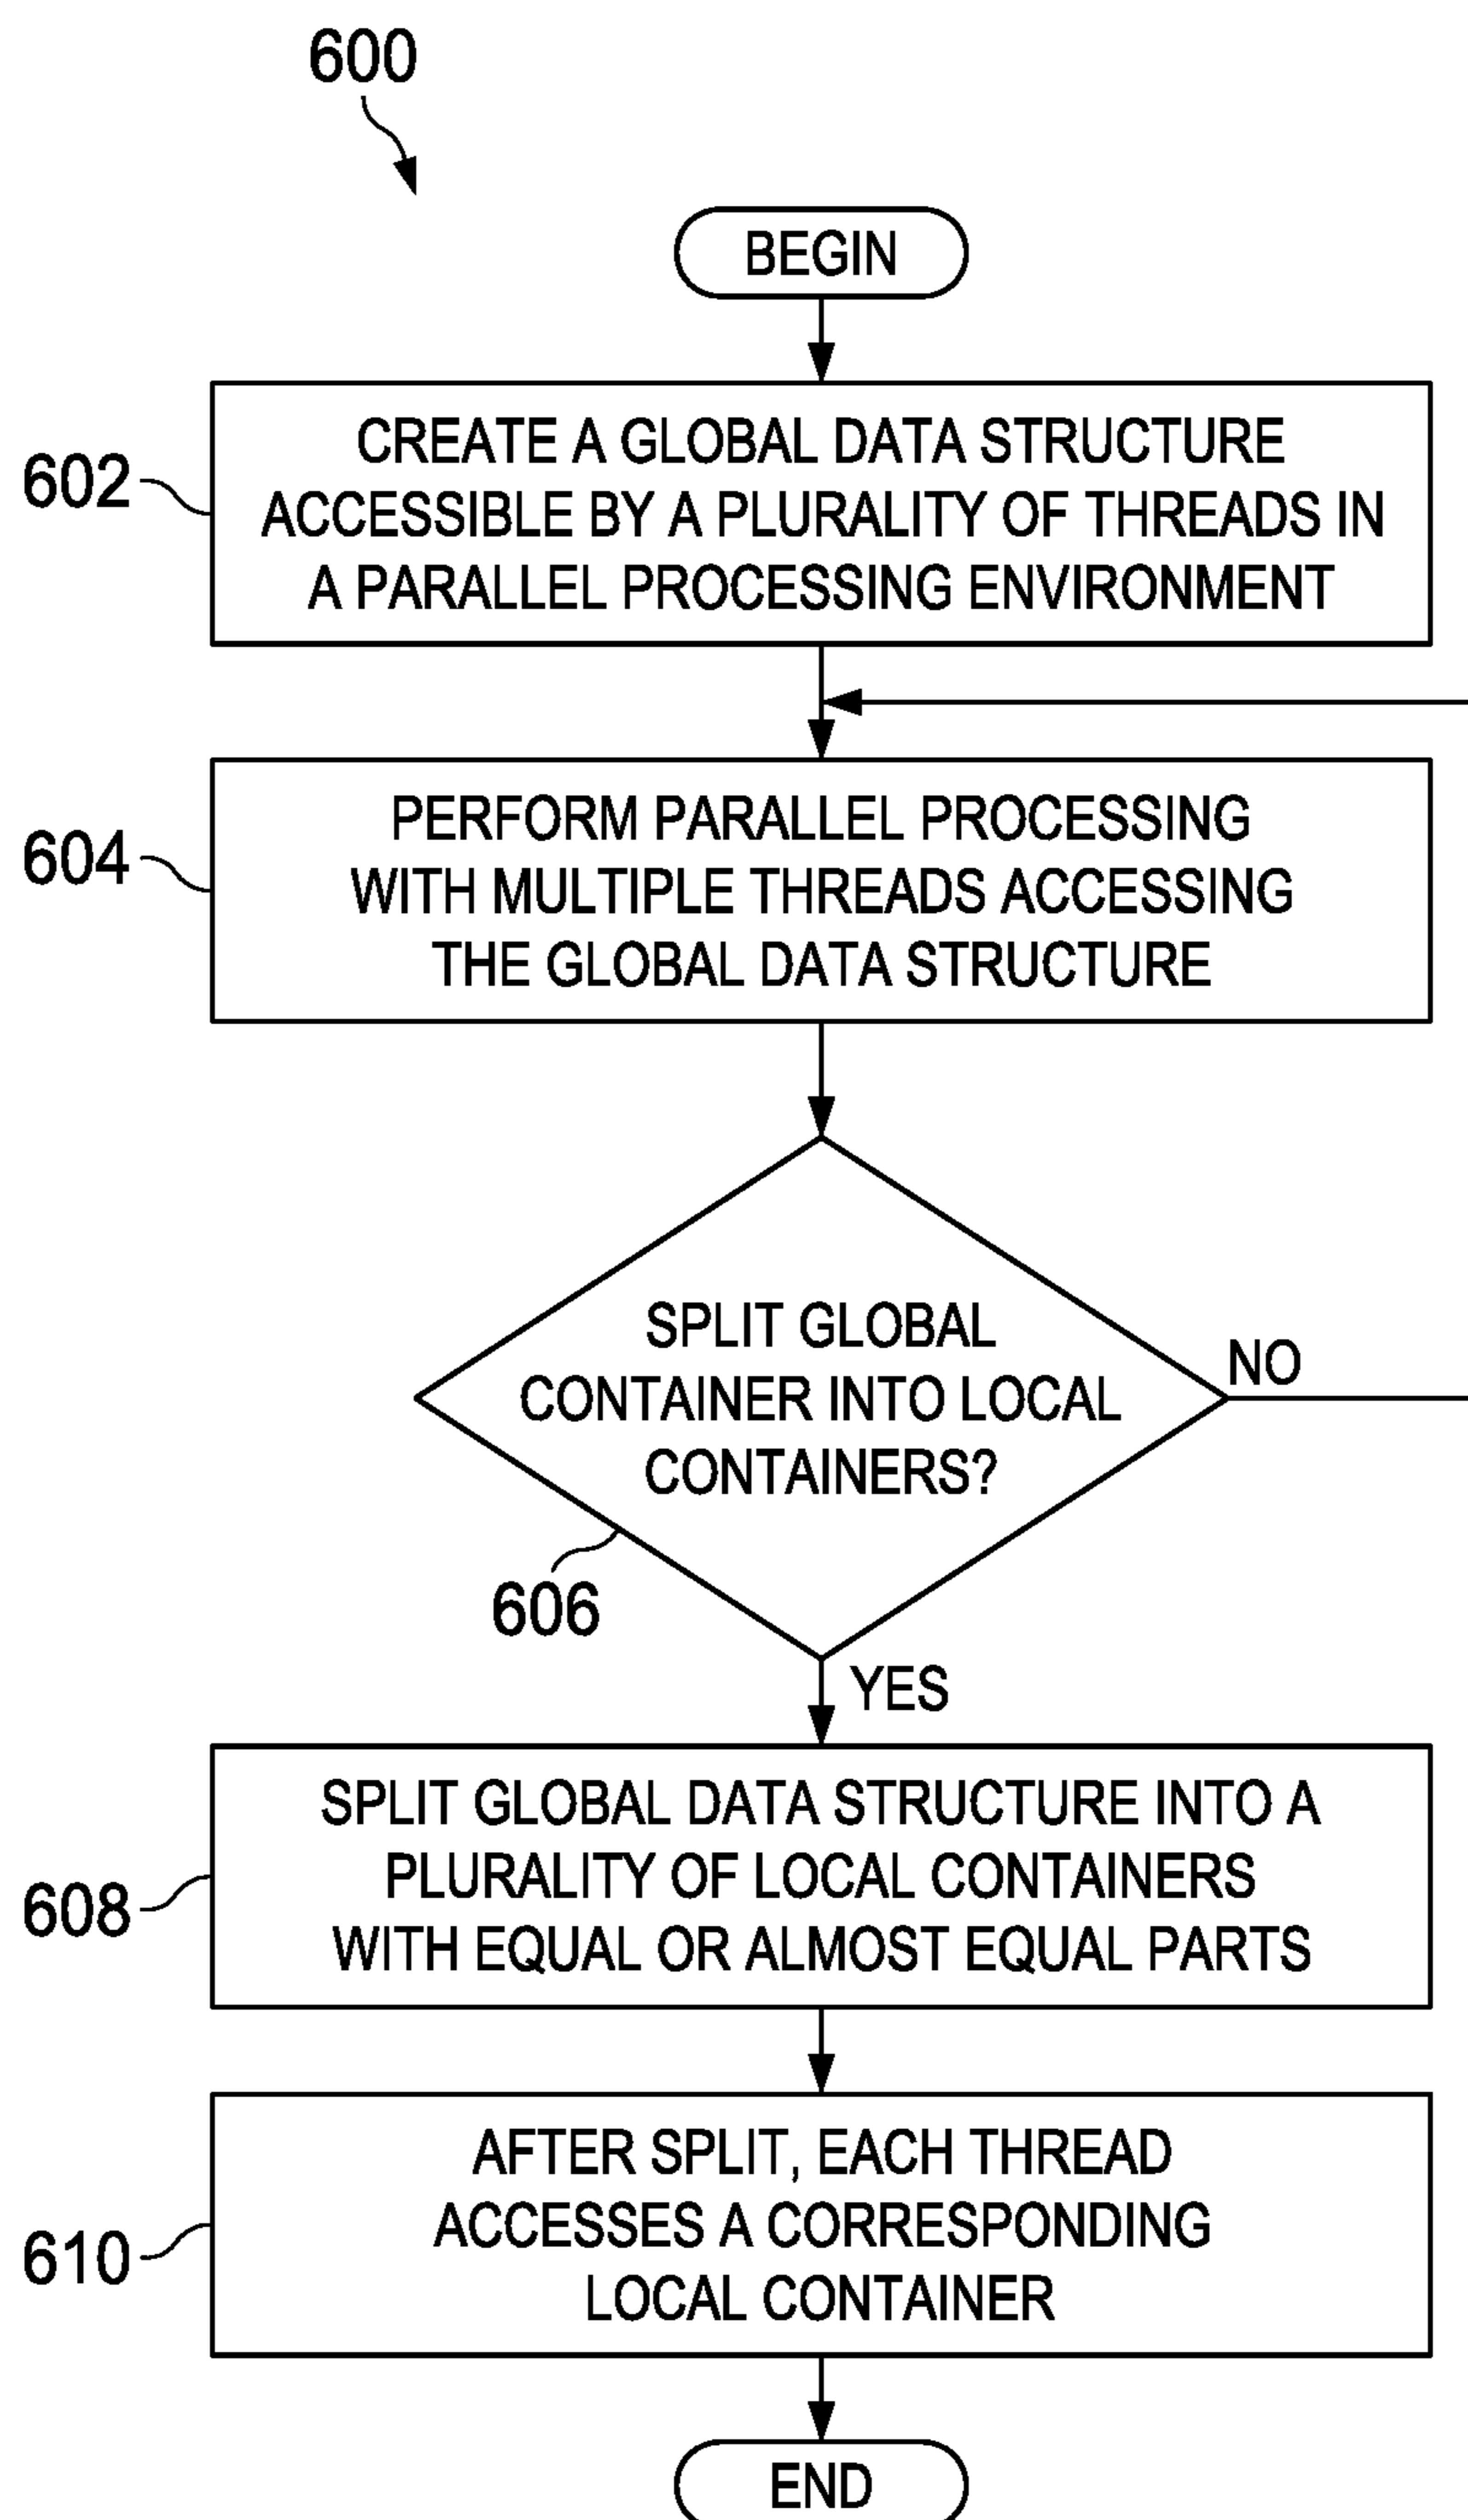 600
BEGIN
602
CREATE A GLOBAL DATA STRUCTURE
ACCESSIBLE BY A PLURALITY OF THREADS IN
A PARALLEL PROCESSING ENVIRONMENT
604
PERFORM PARALLEL PROCESSING
WITH MULTIPLE THREADS ACCESSING
THE GLOBAL DATA STRUCTURE
SPLIT GLOBAL
CONTAINER INTO LOCAL
CONTAINERS?
NO
606
YES
608
SPLIT GLOBAL DATA STRUCTURE INTO A
PLURALITY OF LOCAL CONTAINERS
WITH EQUAL OR ALMOST EQUAL PARTS
610
AFTER SPLIT, EACH THREAD
ACCESSES A CORRESPONDING
LOCAL CONTAINER
END